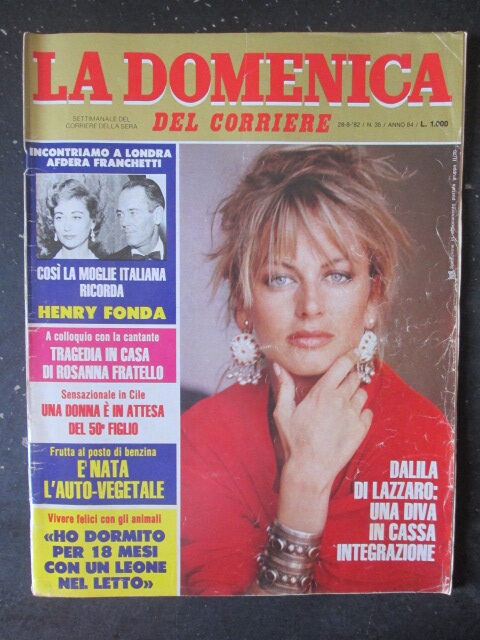 LA DOMENICA
SETTIMANALE DEL
CORRIERE DELLA SERA
DEL CORRIERE
28-8-'82 / N. 35 / ANNO 84 / L. 1.000
INCONTRIAMO A LONDRA
AFDERA FRANCHETTI
COSÌ LA MOGLIE ITALIANA
RICORDA
HENRY FONDA
A colloquio con la cantante
TRAGEDIA IN CASA
DI ROSANNA FRATELLO
Sensazionale in Cile
UNA DONNA È IN ATTESA
DEL 50º FIGLIO
Frutta al posto di benzina
E'NATA
L'AUTO-VEGETALE
Vivere felici con gli animali
«HO DORMITO
PER 18 MESI
CON UN LEONE
NEL LETTO»
DALILA
DI LAZZARO:
UNA DIVA
IN CASSA
INTEGRAZIONE